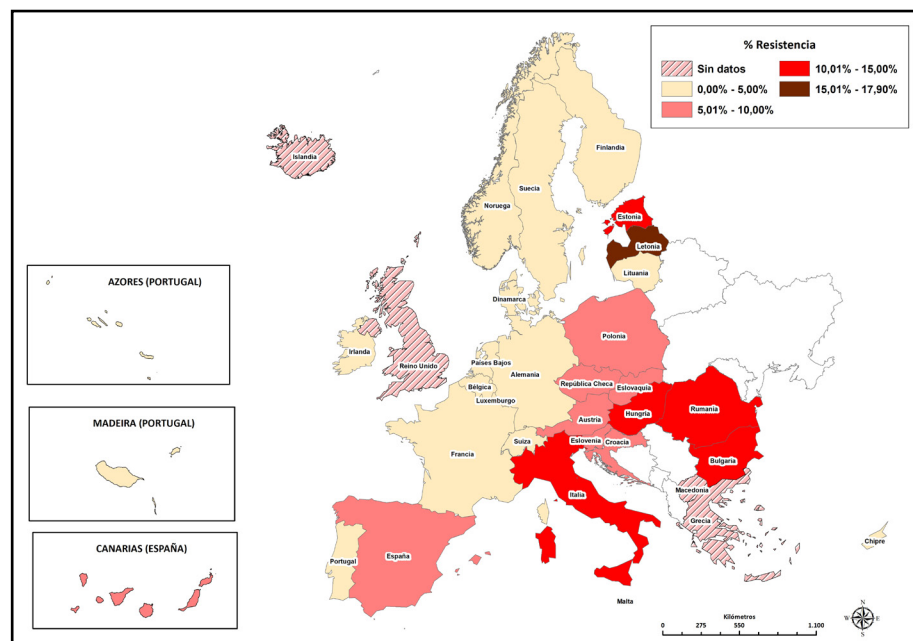 % Resistencia
Sin datos
0,00% - 5,00%
5,01% - 10,00%
10,01% - 15,00%
15,01% - 17,90%
Islandia
Finlandia
Suecia
Noruega
Estonia
Letonia
Lituania
Dinamarca
AZORES (PORTUGAL)
Irlanda
Reino Unido
Países Bajos
Polonia
Alemania
Bélgica
República Checa
Eslovaquia
Luxemburgo
MADEIRA (PORTUGAL)
Austria
Hungría
Rumanía
Suiza
Eslovenia
Croacia
Francia
Bulgaria
Macedonia
Italia
Grecia
CANARIAS (ESPAÑA)
Portugal
España
Chipre
Malta
Kilómetros
0 275 550 1.100
N
W E
S